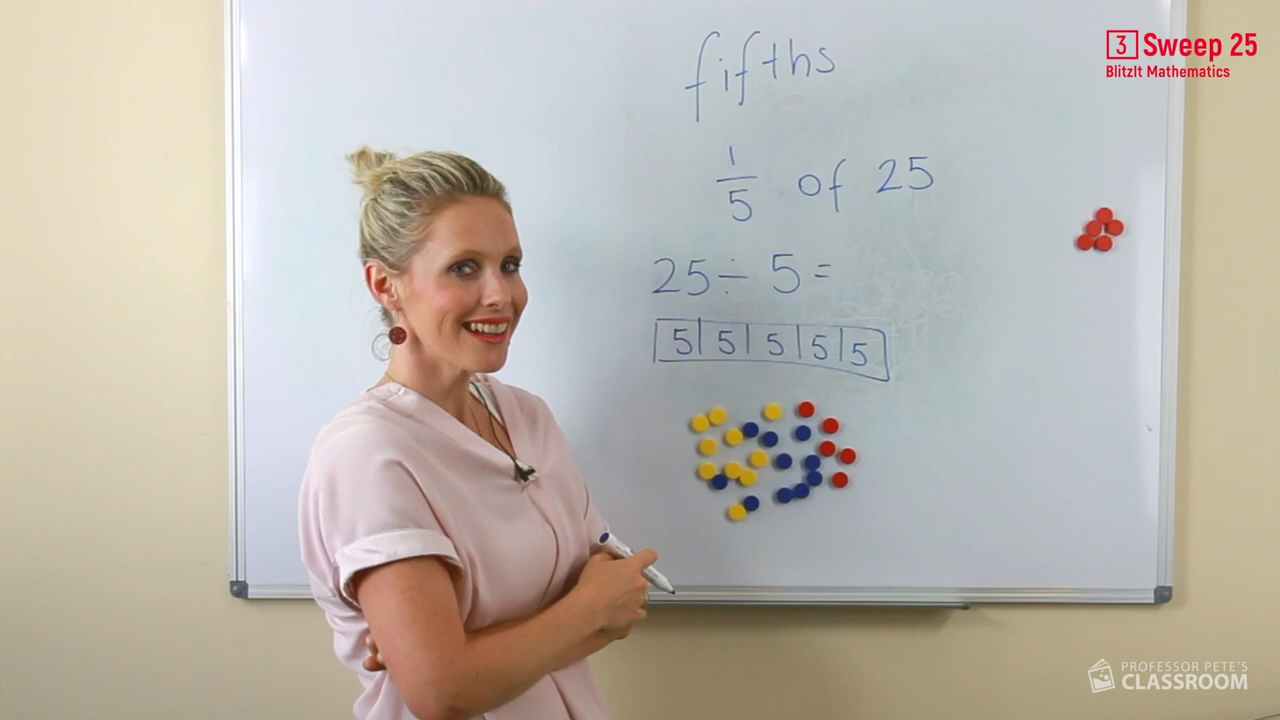 fifths
1/5 of 25
25 ÷ 5 =
5 5 5 5 5
3 Sweep 25
BlitzIt Mathematics
PROFESSOR PETE'S
CLASSROOM